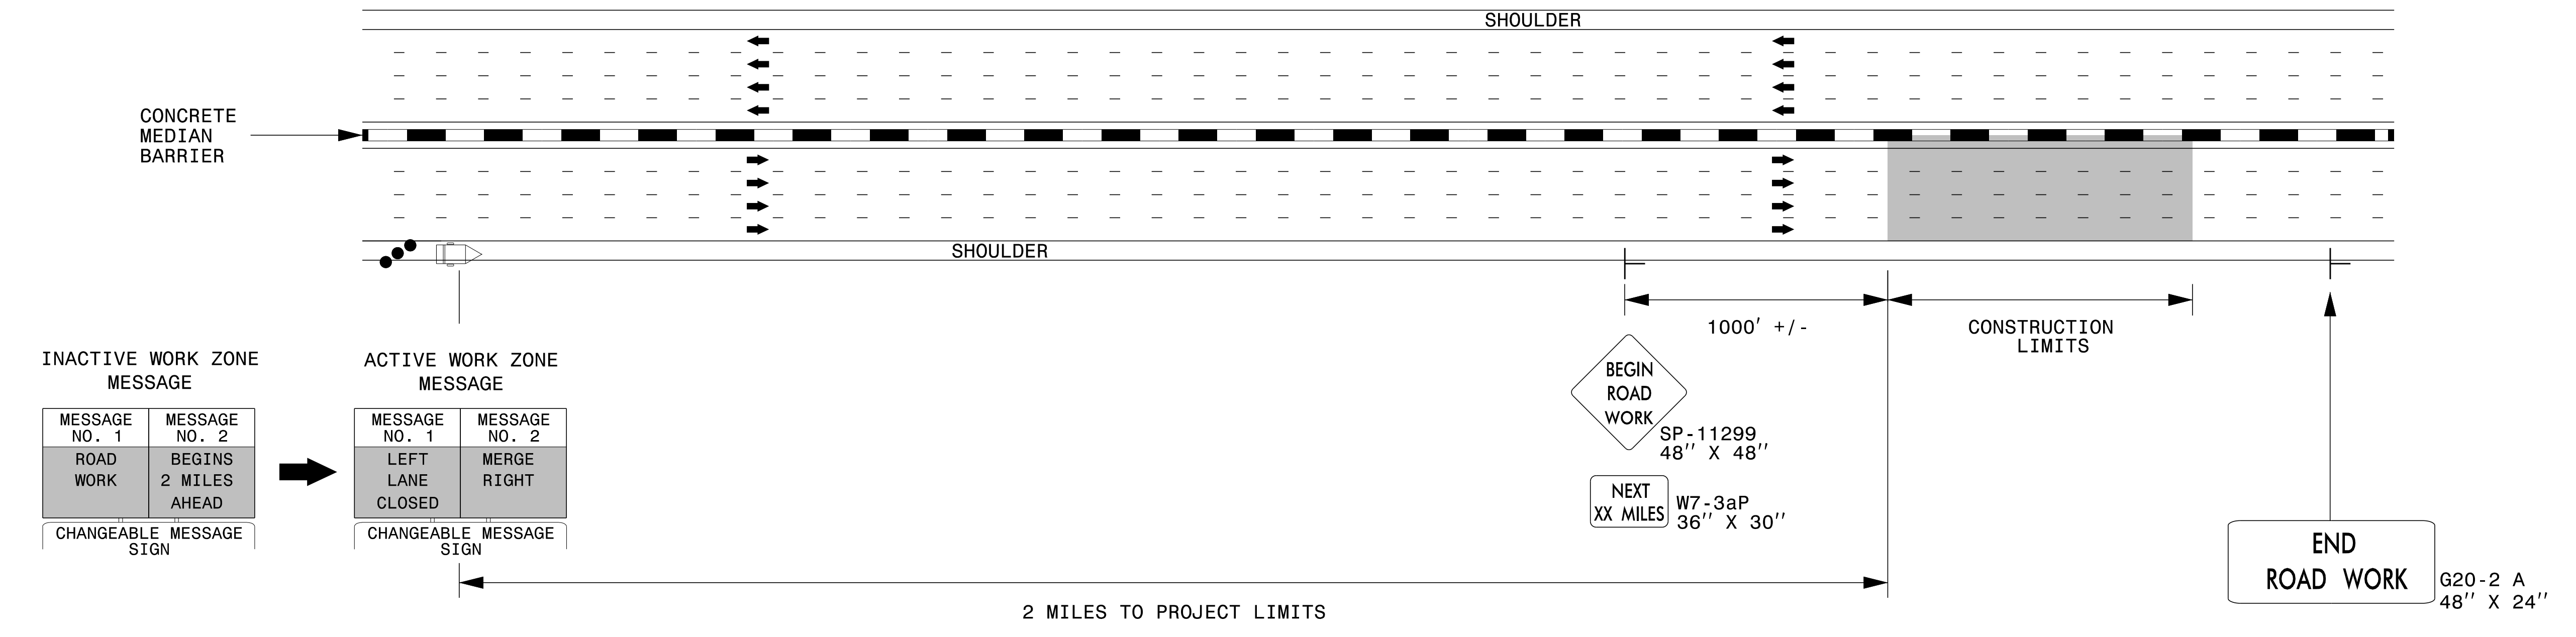 SHOULDER
CONCRETE
MEDIAN
BARRIER
SHOULDER
1000' +/-
CONSTRUCTION
LIMITS
INACTIVE WORK ZONE
MESSAGE
MESSAGE
NO. 1
MESSAGE
NO. 2
ROAD
WORK
BEGINS
2 MILES
AHEAD
CHANGEABLE MESSAGE
SIGN
ACTIVE WORK ZONE
MESSAGE
MESSAGE
NO. 1
MESSAGE
NO. 2
LEFT
LANE
CLOSED
MERGE
RIGHT
CHANGEABLE MESSAGE
SIGN
BEGIN
ROAD
WORK
SP-11299
48'' X 48''
NEXT
XX MILES
W7-3aP
36'' X 30''
END
ROAD WORK
G20-2 A
48'' X 24''
2 MILES TO PROJECT LIMITS